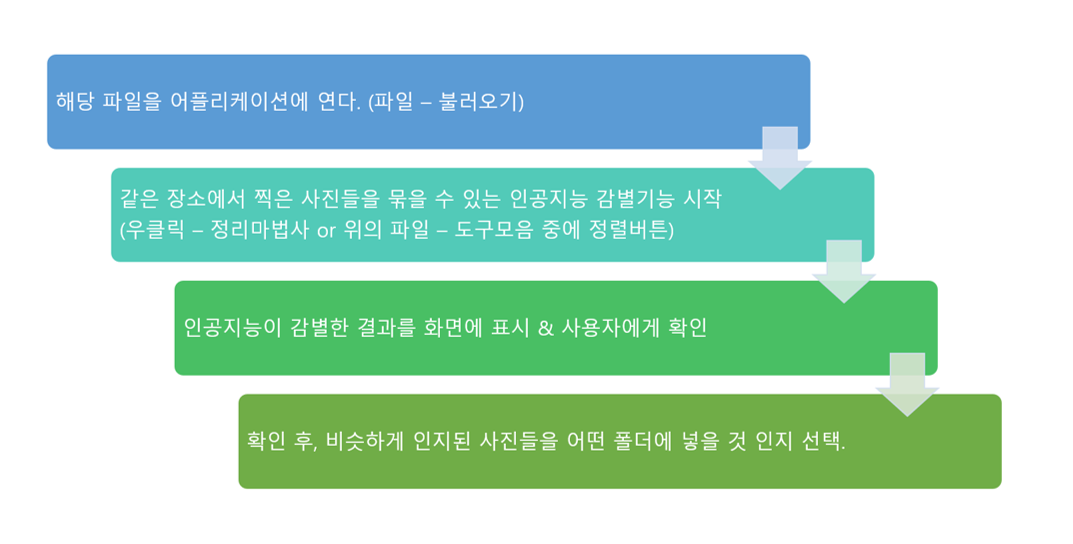 해당 파일을 어플리케이션에 연다. (파일 – 불러오기)
같은 장소에서 찍은 사진들을 묶을 수 있는 인공지능 감별기능 시작
(우클릭 – 정리마법사 or 위의 파일 – 도구모음 중에 정렬버튼)
인공지능이 감별한 결과를 화면에 표시 & 사용자에게 확인
확인 후, 비슷하게 인지된 사진들을 어떤 폴더에 넣을 것 인지 선택.